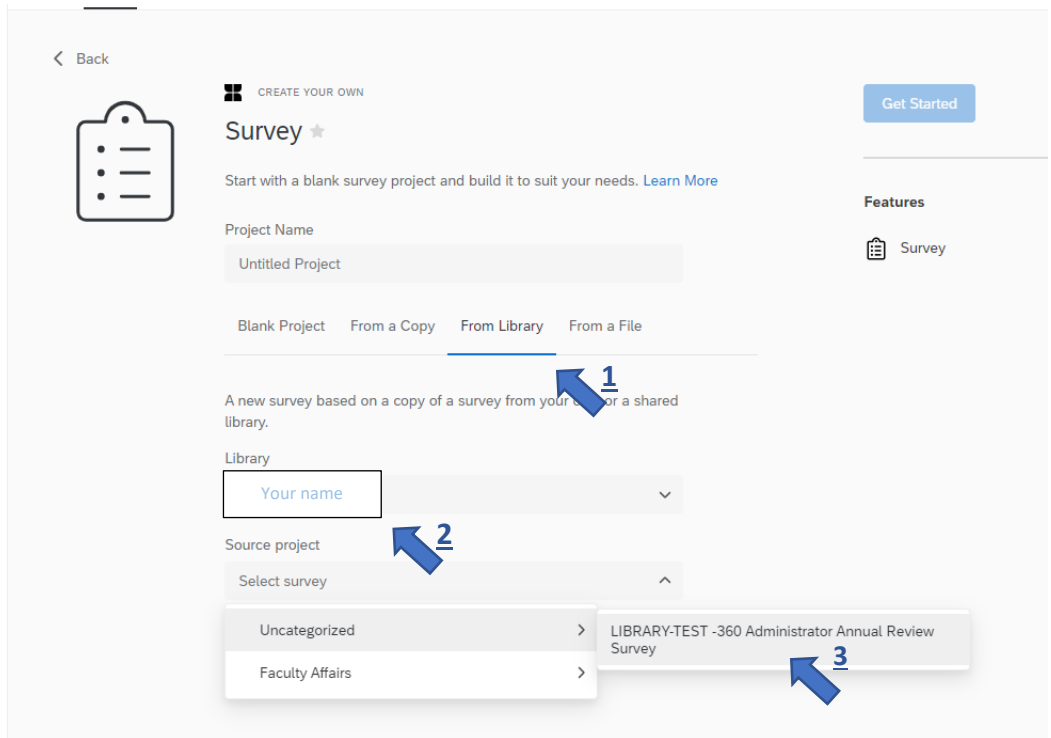 Back
CREATE YOUR OWN
Survey
Get Started
Start with a blank survey project and build it to suit your needs. Learn More
Features
Survey
Project Name
Untitled Project
Blank Project From a Copy From Library From a File
1
A new survey based on a copy of a survey from your or a shared
library.
Library
Your name
2
Source project
Select survey
Uncategorized
LIBRARY-TEST -360 Administrator Annual Review
Survey
3
Faculty Affairs